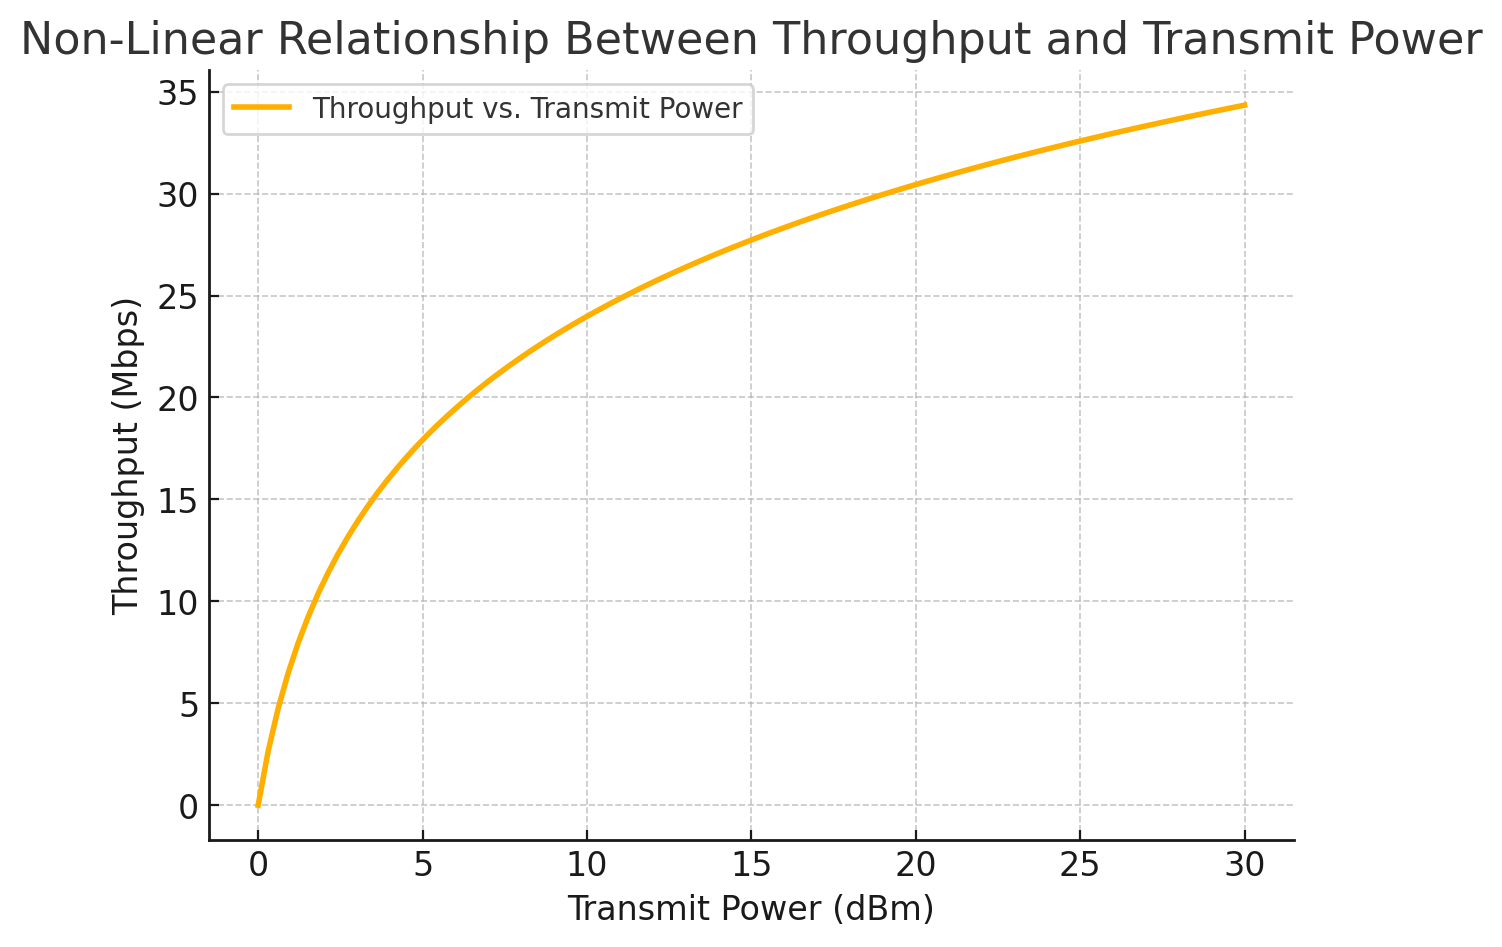 Non-Linear Relationship Between Throughput and Transmit Power
Throughput vs. Transmit Power
Throughput (Mbps)
35
30
25
20
15
10
5
0
0 5 10 15 20 25 30
Transmit Power (dBm)